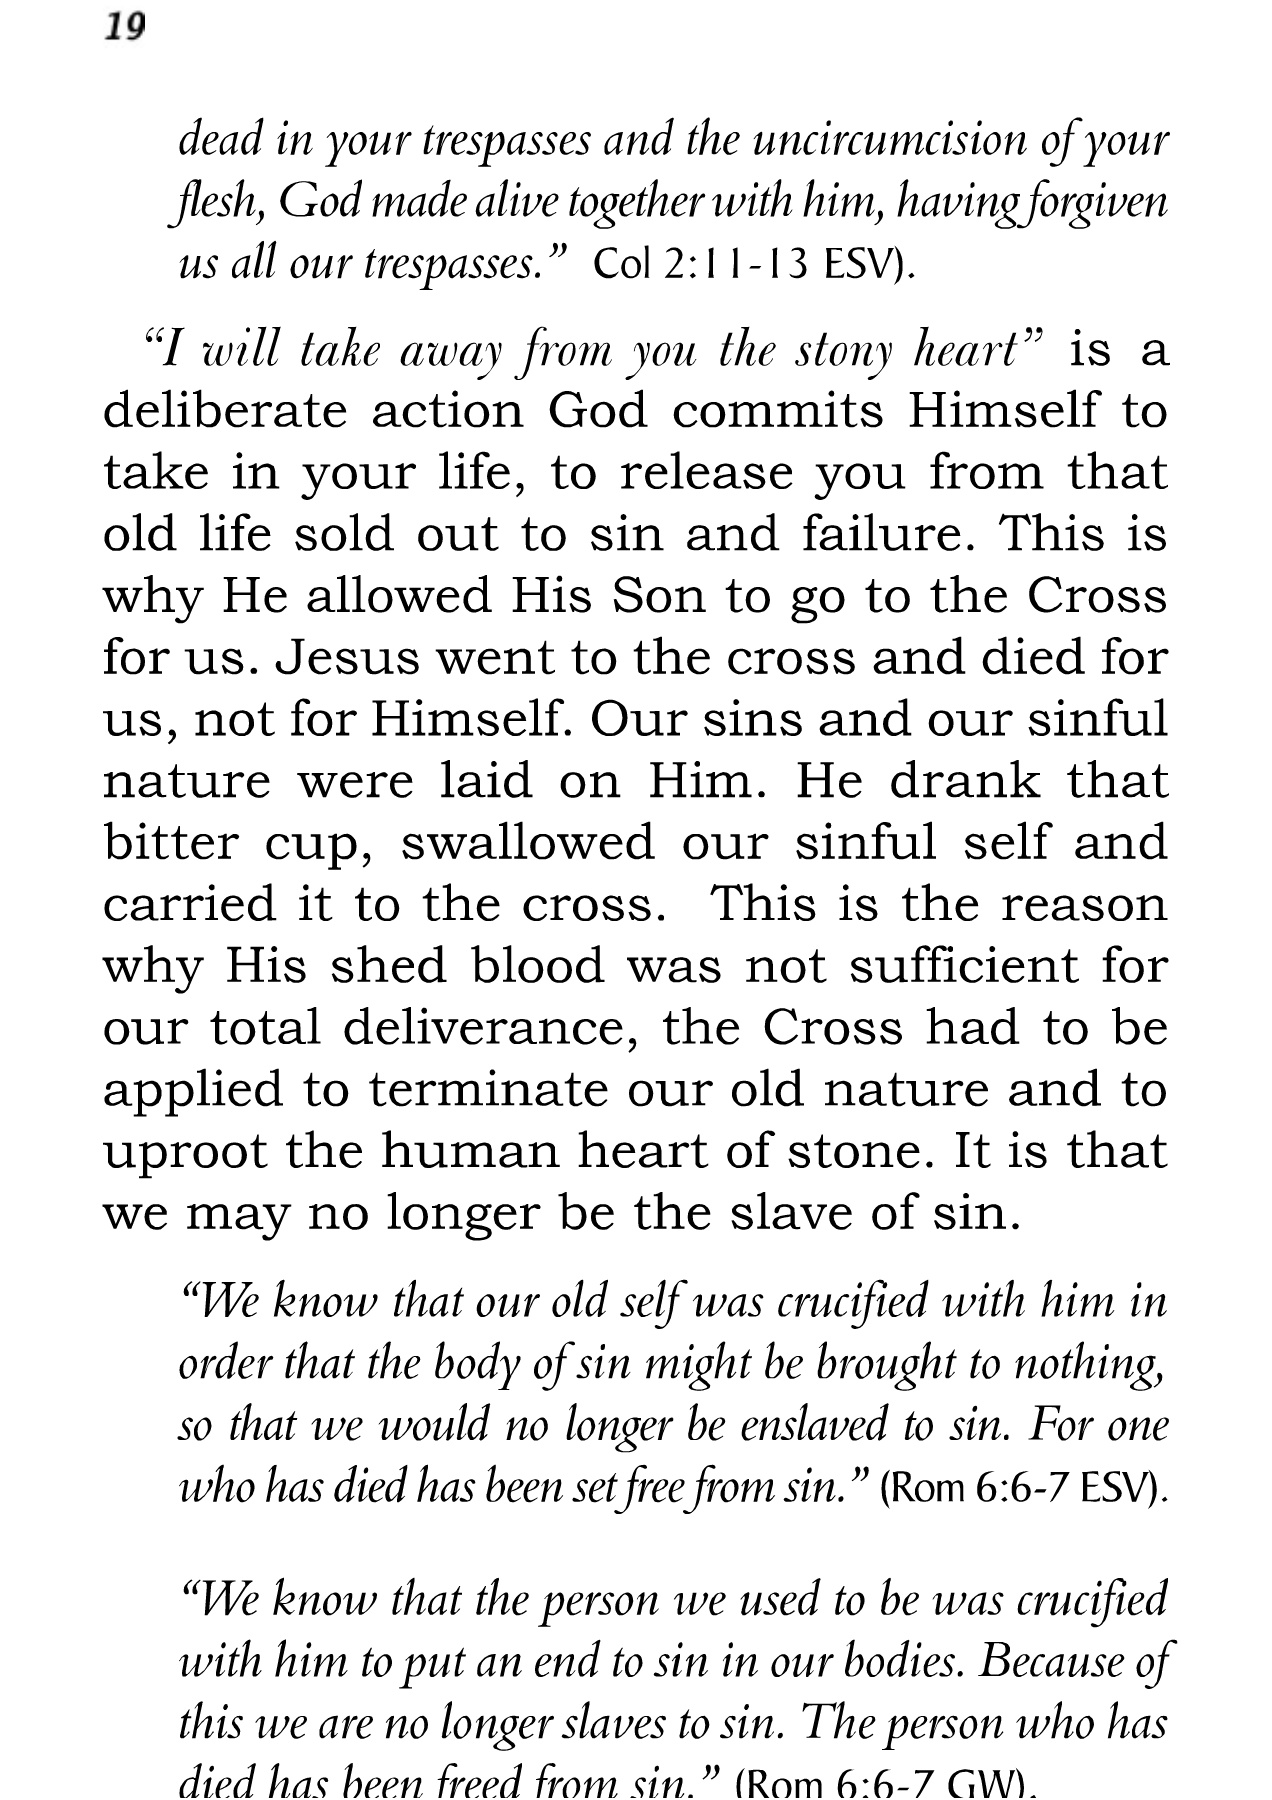 19
dead in your trespasses and the uncircumcision of your
flesh, God made alive together with him, having forgiven
us all our trespasses.” Col 2:11-13 ESV).
“I will take away from you the stony heart” is a
deliberate action God commits Himself to
take in your life, to release you from that
old life sold out to sin and failure. This is
why He allowed His Son to go to the Cross
for us. Jesus went to the cross and died for
us, not for Himself. Our sins and our sinful
nature were laid on Him. He drank that
bitter cup, swallowed our sinful self and
carried it to the cross.  This is the reason
why His shed blood was not sufficient for
our total deliverance, the Cross had to be
applied to terminate our old nature and to
uproot the human heart of stone. It is that
we may no longer be the slave of sin.
“We know that our old self was crucified with him in
order that the body of sin might be brought to nothing,
so that we would no longer be enslaved to sin. For one
who has died has been set free from sin.” (Rom 6:6-7 ESV).
“We know that the person we used to be was crucified
with him to put an end to sin in our bodies. Because of
this we are no longer slaves to sin. The person who has
died has been freed from sin.” (Rom 6:6-7 GW).